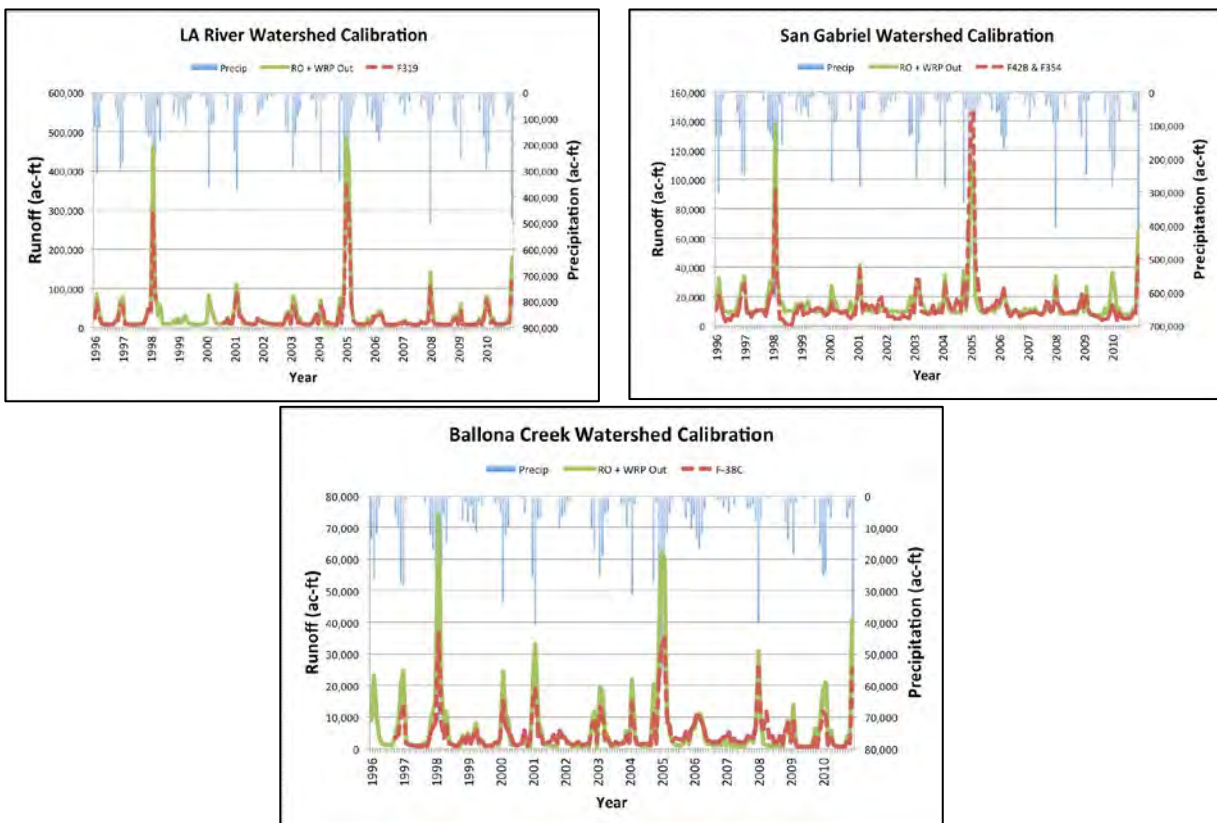 LA River Watershed Calibration
Precip RO + WRP Out F319
600,000
500,000
400,000
300,000
200,000
100,000
0
Runoff (ac-ft)
0
100,000
200,000
300,000
400,000
500,000
600,000
700,000
800,000
900,000
Precipitation (ac-ft)
1996 1997 1998 1999 2000 2001 2002 2003 2004 2005 2006 2007 2008 2009 2010
Year
San Gabriel Watershed Calibration
Precip RO + WRP Out F42B & F354
160,000
140,000
120,000
100,000
80,000
60,000
40,000
20,000
0
Runoff (ac-ft)
0
100,000
200,000
300,000
400,000
500,000
600,000
700,000
Precipitation (ac-ft)
1996 1997 1998 1999 2000 2001 2002 2003 2004 2005 2006 2007 2008 2009 2010
Year
Ballona Creek Watershed Calibration
Precip RO + WRP Out F-38C
80,000
70,000
60,000
50,000
40,000
30,000
20,000
10,000
0
Runoff (ac-ft)
0
10,000
20,000
30,000
40,000
50,000
60,000
70,000
80,000
Precipitation (ac-ft)
1996 1997 1998 1999 2000 2001 2002 2003 2004 2005 2006 2007 2008 2009 2010
Year